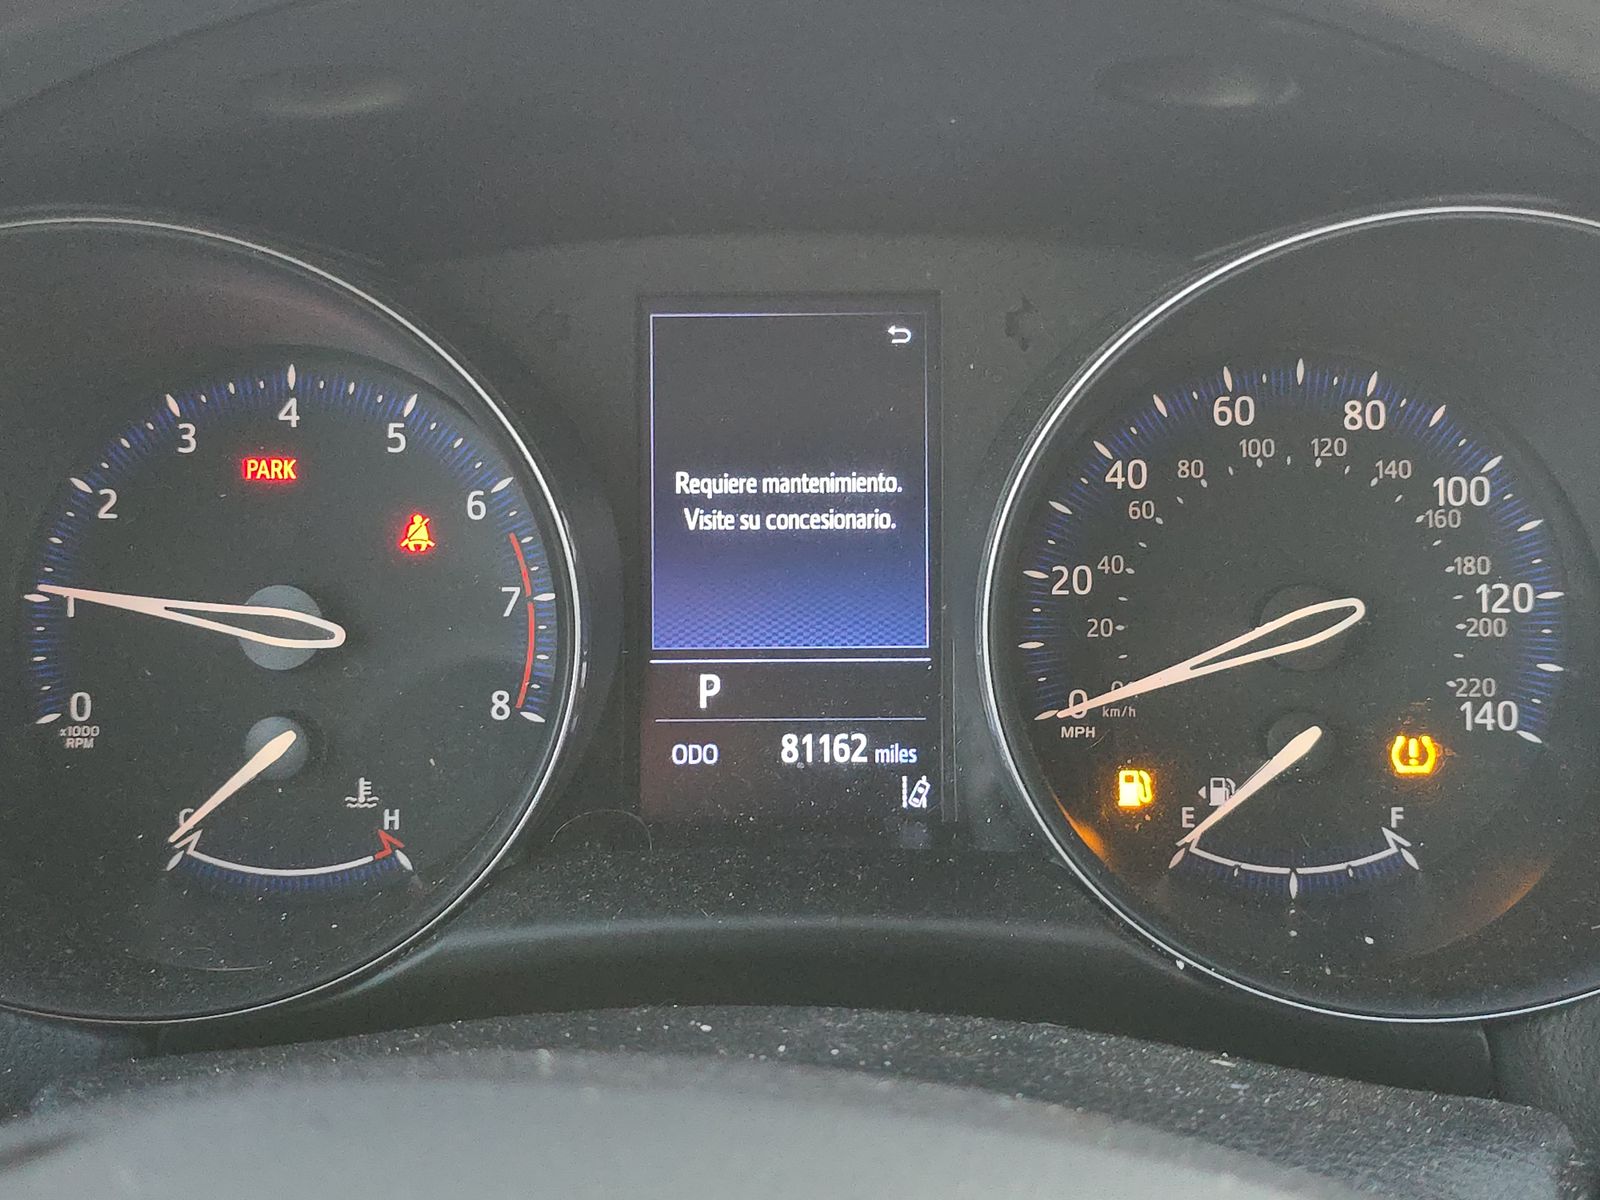 0
1
2
3
4
5
6
7
8
x1000
RPM
PARK
C
H
Requiere mantenimiento.
Visite su concesionario.
P
ODO 81162 miles
0
20
40
60
80
100
120
140
MPH
20
40
60
80
100
120
140
160
180
200
220
km/h
E
F